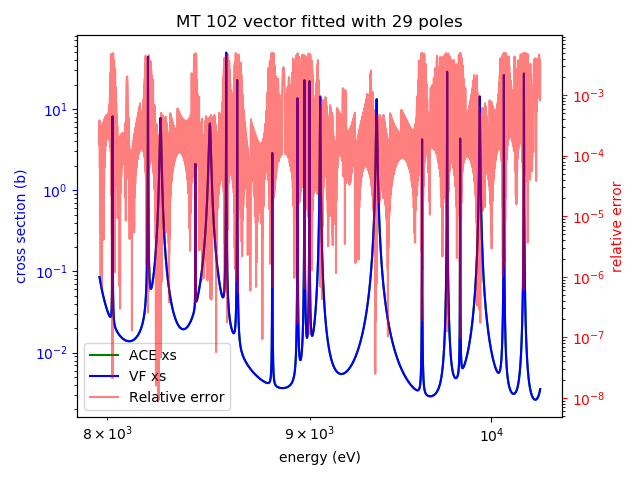 MT 102 vector fitted with 29 poles
cross section (b)
10¹
10⁰
10⁻¹
10⁻²
relative error
10⁻³
10⁻⁴
10⁻⁵
10⁻⁶
10⁻⁷
10⁻⁸
ACE xs
VF xs
Relative error
8 × 10³
9 × 10³
10⁴
energy (eV)